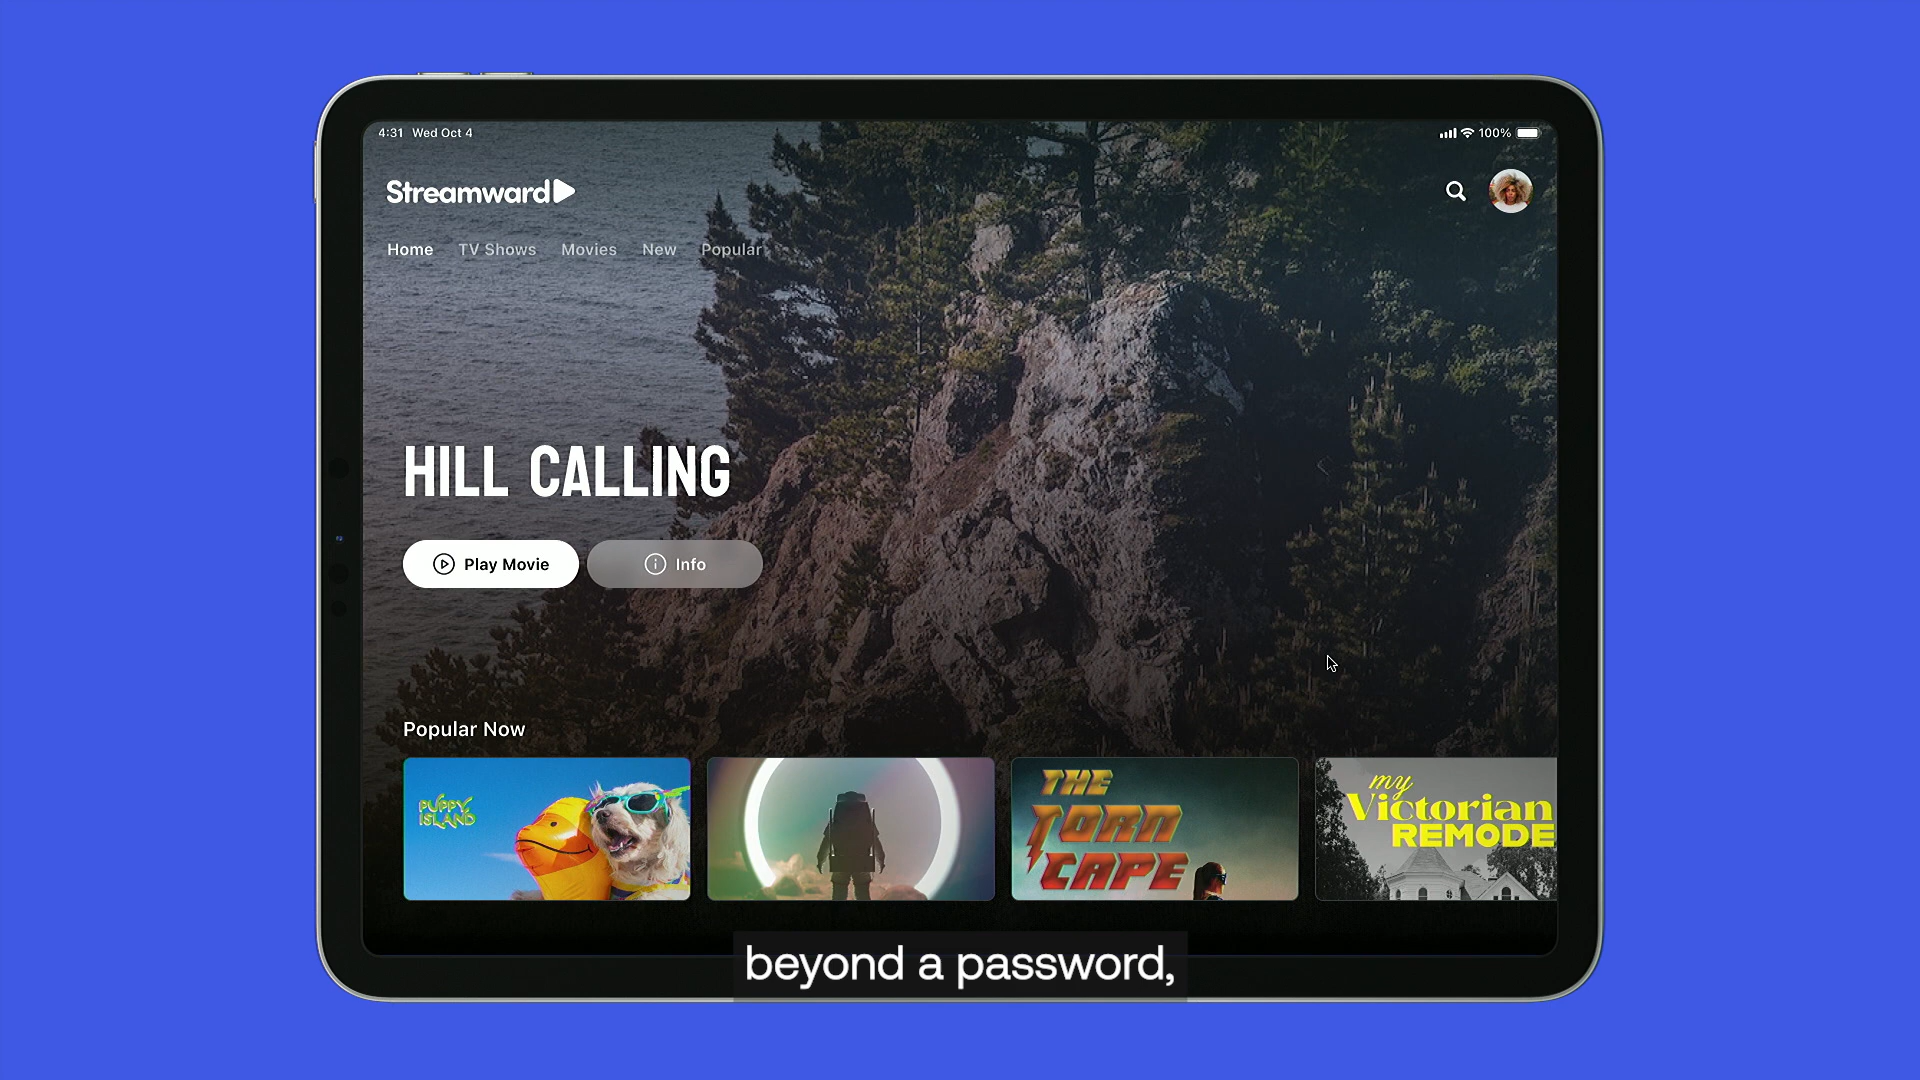 4:31 Wed Oct 4
100%
Streamward
Home TV Shows Movies New Popular
HILL CALLING
Play Movie
Info
Popular Now
PUPPY
ISLAND
THE
TORN
CAPE
my
Victorian
REMODE
beyond a password,